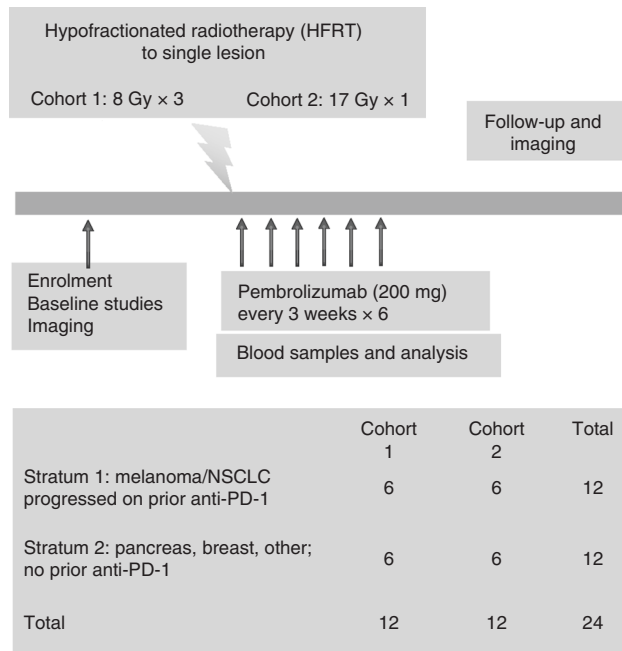 Hypofractionated radiotherapy (HFRT)
to single lesion
Cohort 1: 8 Gy × 3 Cohort 2: 17 Gy × 1
Follow-up and
imaging
Enrolment
Baseline studies
Imaging
Pembrolizumab (200 mg)
every 3 weeks × 6
Blood samples and analysis
Cohort Cohort Total
1 2
Stratum 1: melanoma/NSCLC
progressed on prior anti-PD-1 6 6 12
Stratum 2: pancreas, breast, other;
no prior anti-PD-1 6 6 12
Total 12 12 24